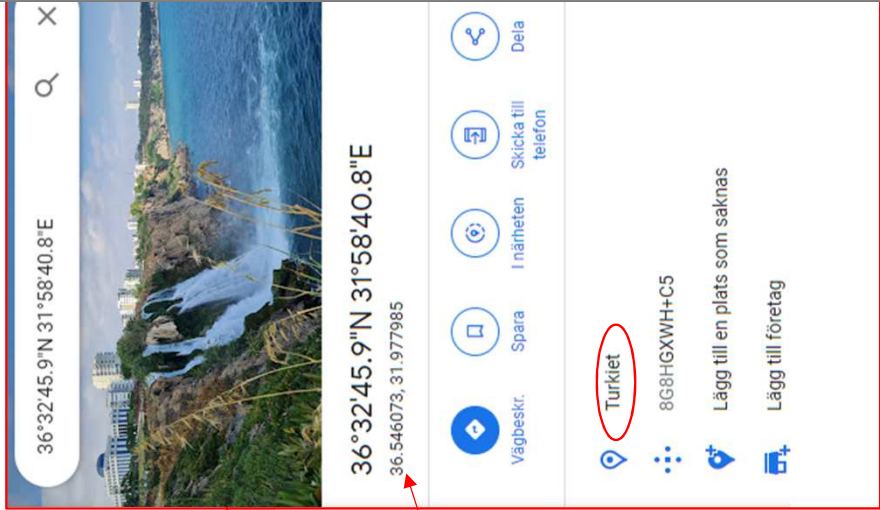 36°32'45.9"N 31°58'40.8"E
36°32'45.9"N 31°58'40.8"E
36.546073, 31.977985
Vägbeskr.
Spara
I närheten
Skicka till
telefon
Dela
Turkiet
8G8HGXWH+C5
Lägg till en plats som saknas
Lägg till företag